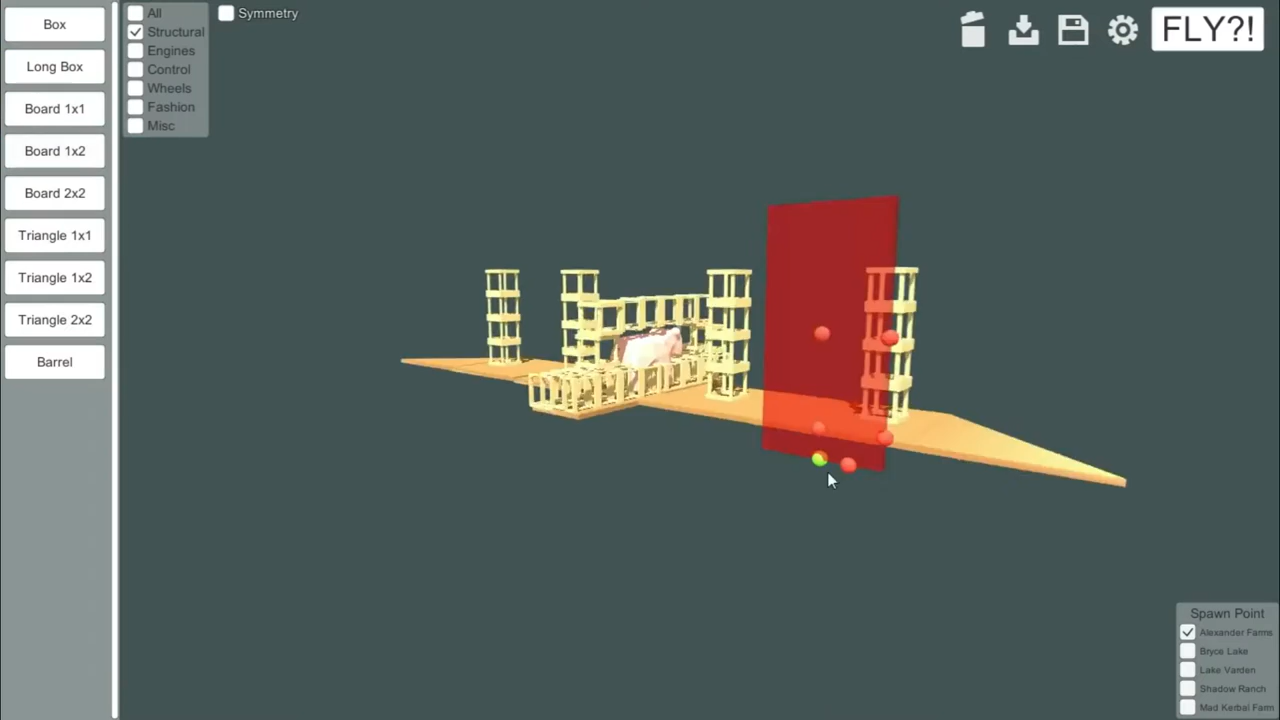 Box
Long Box
Board 1x1
Board 1x2
Board 2x2
Triangle 1x1
Triangle 1x2
Triangle 2x2
Barrel
All
Structural
Engines
Control
Wheels
Fashion
Misc
Symmetry
FLY?!
Spawn Point
Alexander Farms
Bryce Lake
Lake Varden
Shadow Ranch
Mad Kerbal Farm